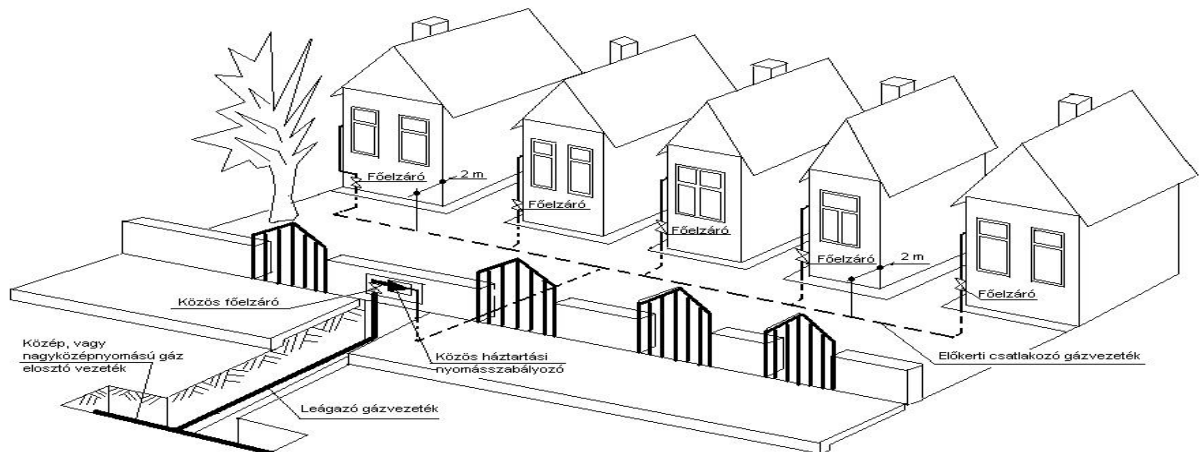 Főelzáró
2 m
Főelzáró
Főelzáró
Főelzáró
2 m
Főelzáró
Közös főelzáró
Közép, vagy
nagyközépnyomású gáz
elosztó vezeték
Közös háztartási
nyomásszabályozó
Előkerti csatlakozó gázvezeték
Leágazó gázvezeték